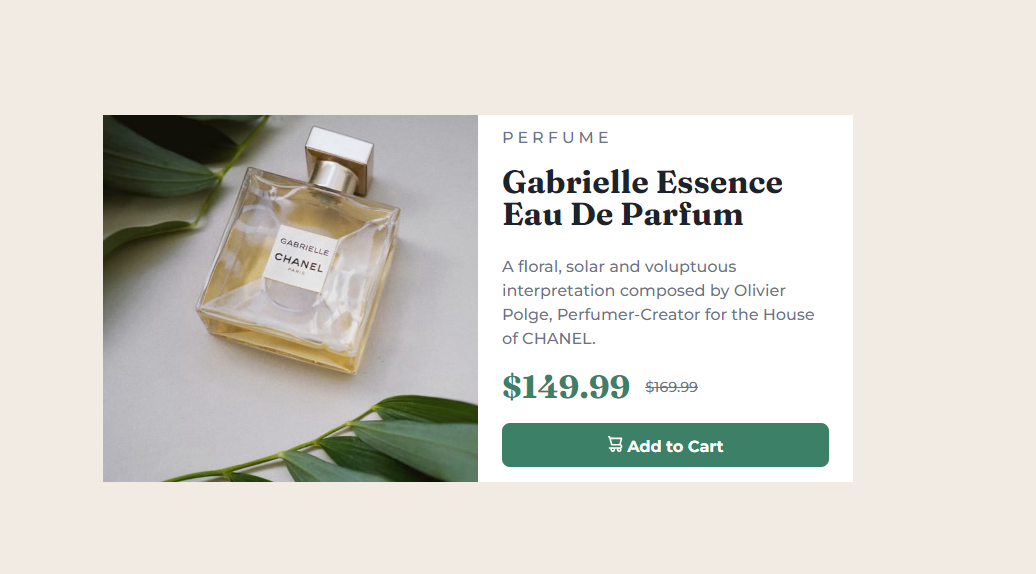 GABRIELLE
CHANEL
PARIS
PERFUME
Gabrielle Essence
Eau De Parfum
A floral, solar and voluptuous
interpretation composed by Olivier
Polge, Perfumer-Creator for the House
of CHANEL.
$149.99 $169.99
Add to Cart